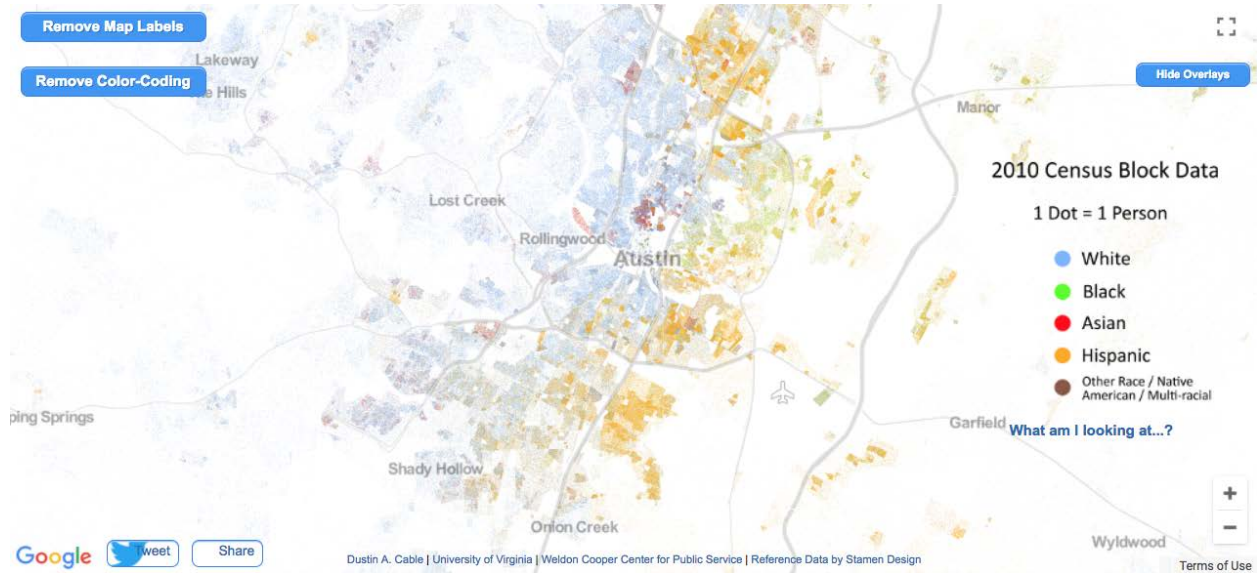 Remove Map Labels
Lakeway
Remove Color-Coding
Hills
Hide Overlays
Manor
2010 Census Block Data
1 Dot = 1 Person
Lost Creek
Rollingwood
Austin
White
Black
Asian
Hispanic
Other Race / Native
American / Multi-racial
ping Springs
Garfield
What am I looking at...?
Shady Hollow
Onion Creek
Wyldwood
Google
Tweet
Share
Dustin A. Cable | University of Virginia | Weldon Cooper Center for Public Service | Reference Data by Stamen Design
Terms of Use